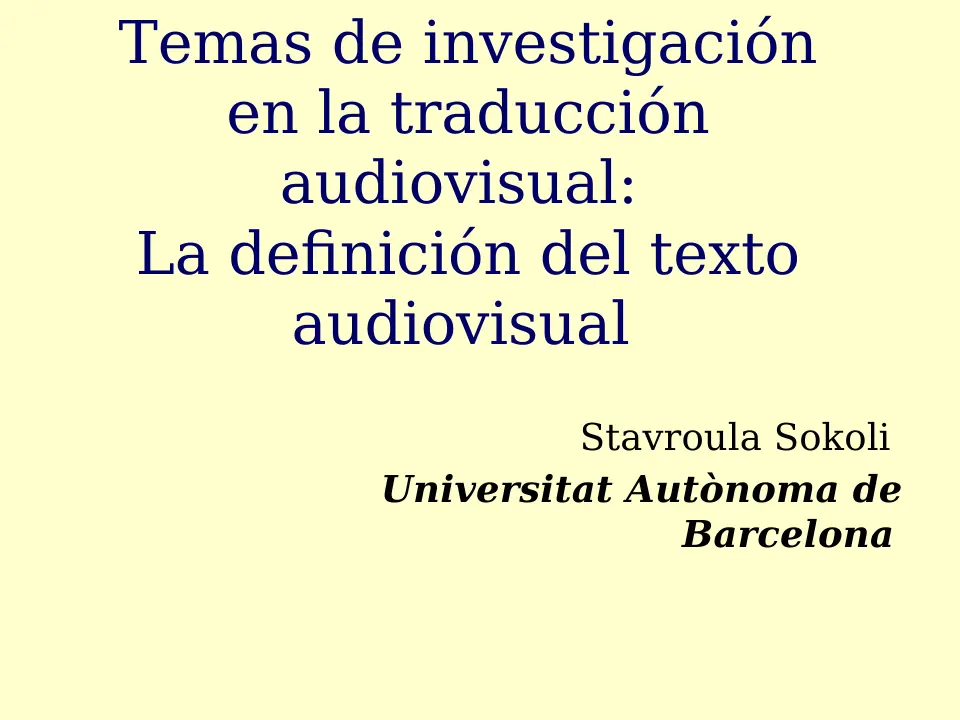 Temas de investigación
en la traducción
audiovisual:
La definición del texto
audiovisual
Stavroula Sokoli
Universitat Autònoma de
Barcelona